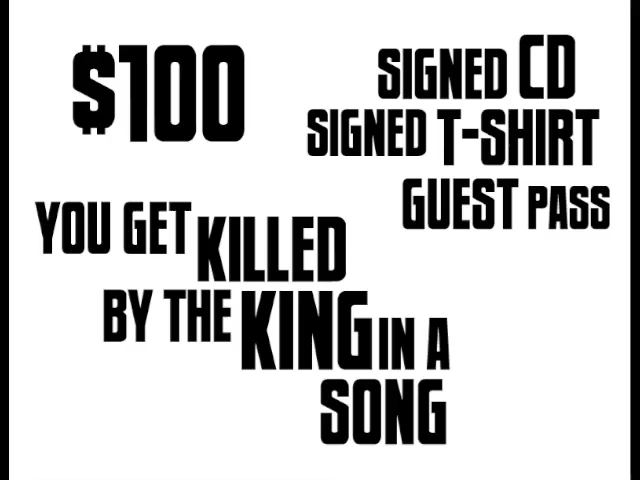 $100
SIGNED CD
SIGNED T-SHIRT
GUEST PASS
YOU GET KILLED
BY THE KING IN A
SONG